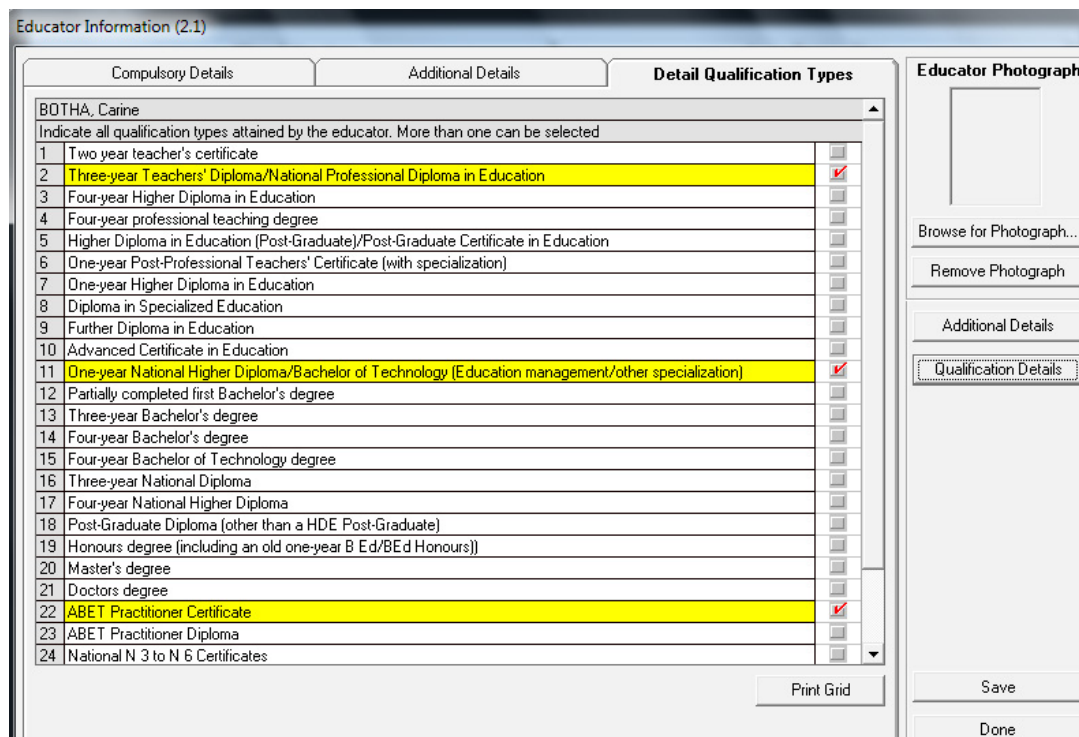 Educator Information (2.1)
Compulsory Details
Additional Details
Detail Qualification Types
BOTHA, Carine
Indicate all qualification types attained by the educator. More than one can be selected
1 Two year teacher's certificate
2 Three-year Teachers' Diploma/National Professional Diploma in Education
3 Four-year Higher Diploma in Education
4 Four-year professional teaching degree
5 Higher Diploma in Education (Post-Graduate)/Post-Graduate Certificate in Education
6 One-year Post-Professional Teachers' Certificate (with specialization)
7 One-year Higher Diploma in Education
8 Diploma in Specialized Education
9 Further Diploma in Education
10 Advanced Certificate in Education
11 One-year National Higher Diploma/Bachelor of Technology (Education management/other specialization)
12 Partially completed first Bachelor's degree
13 Three-year Bachelor's degree
14 Four-year Bachelor's degree
15 Four-year Bachelor of Technology degree
16 Three-year National Diploma
17 Four-year National Higher Diploma
18 Post-Graduate Diploma (other than a HDE Post-Graduate)
19 Honours degree (including an old one-year B Ed/BEd Honours))
20 Master's degree
21 Doctors degree
22 ABET Practitioner Certificate
23 ABET Practitioner Diploma
24 National N 3 to N 6 Certificates
Print Grid
Educator Photograph
Browse for Photograph...
Remove Photograph
Additional Details
Qualification Details
Save
Done